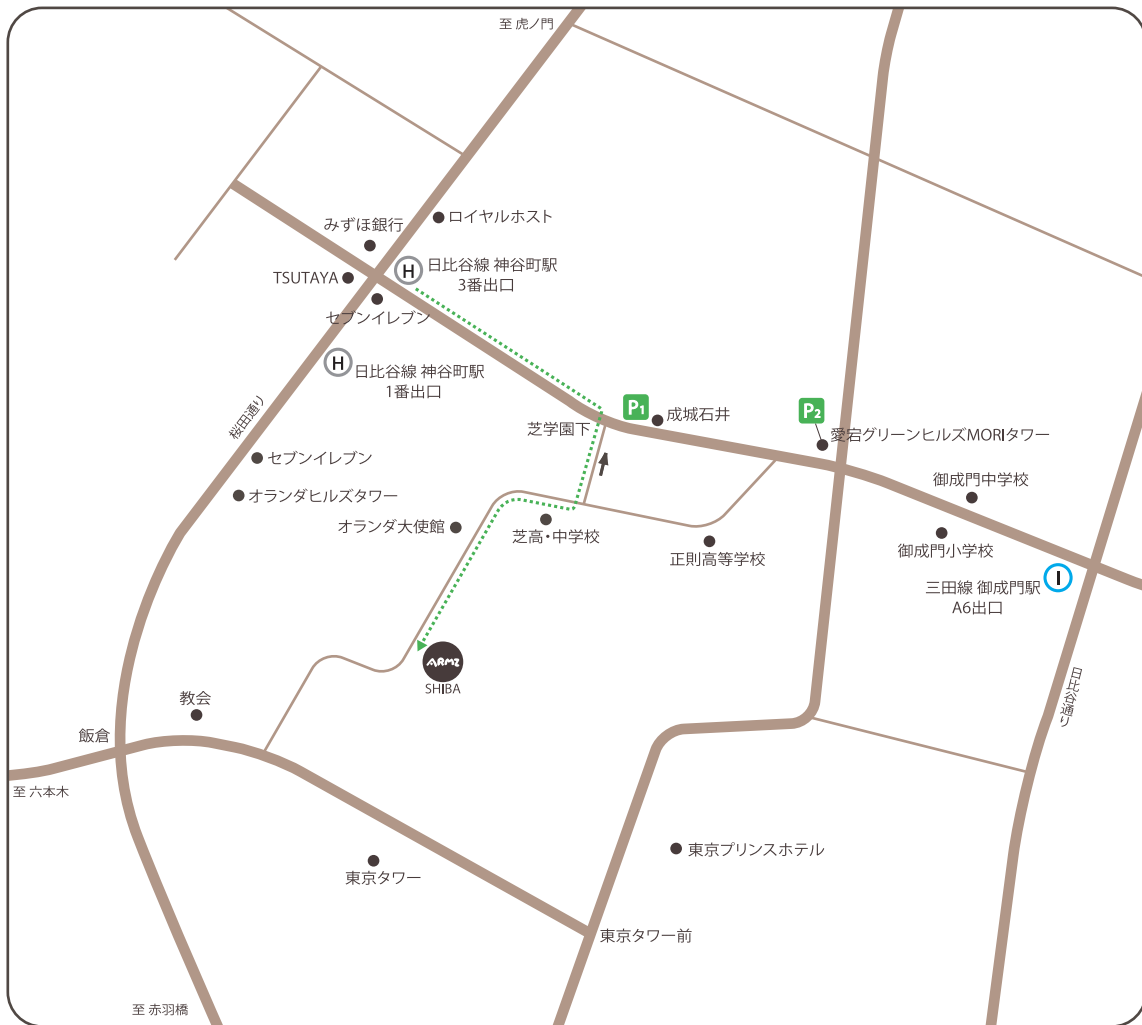 至 虎ノ門
ロイヤルホスト
みずほ銀行
H
日比谷線 神谷町駅
3番出口
TSUTAYA
セブンイレブン
H
日比谷線 神谷町駅
1番出口
桜田通り
P1
成城石井
P2
芝学園下
愛宕グリーンヒルズMORIタワー
セブンイレブン
オランダヒルズタワー
御成門中学校
オランダ大使館
芝高・中学校
正則高等学校
御成門小学校
三田線 御成門駅
A6出口
I
ARMZ
SHIBA
日比谷通り
教会
飯倉
至 六本木
東京タワー
東京プリンスホテル
東京タワー前
至 赤羽橋